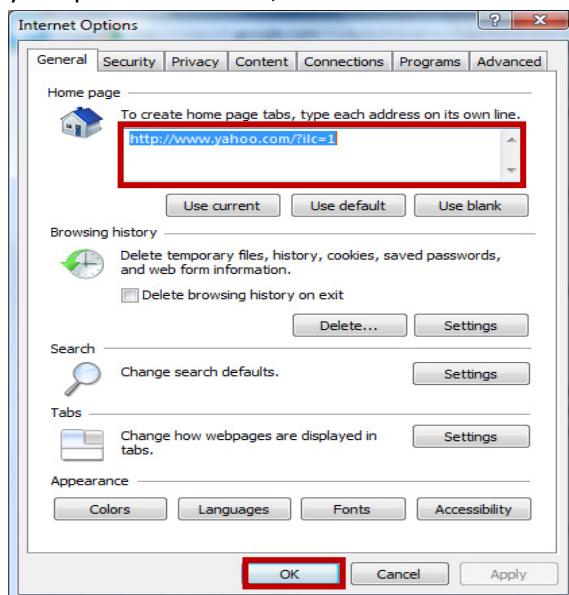 Internet Options
General Security Privacy Content Connections Programs Advanced
Home page
To create home page tabs, type each address on its own line.
http://www.yahoo.com/?ilc=1
Use current Use default Use blank
Browsing history
Delete temporary files, history, cookies, saved passwords,
and web form information.
Delete browsing history on exit
Delete... Settings
Search
Change search defaults. Settings
Tabs
Change how webpages are displayed in Settings
tabs.
Appearance
Colors Languages Fonts Accessibility
OK Cancel Apply